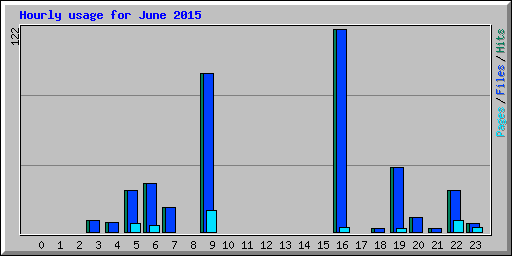 Hourly usage for June 2015
122
Pages/Files/Hits
0 1 2 3 4 5 6 7 8 9 10 11 12 13 14 15 16 17 18 19 20 21 22 23